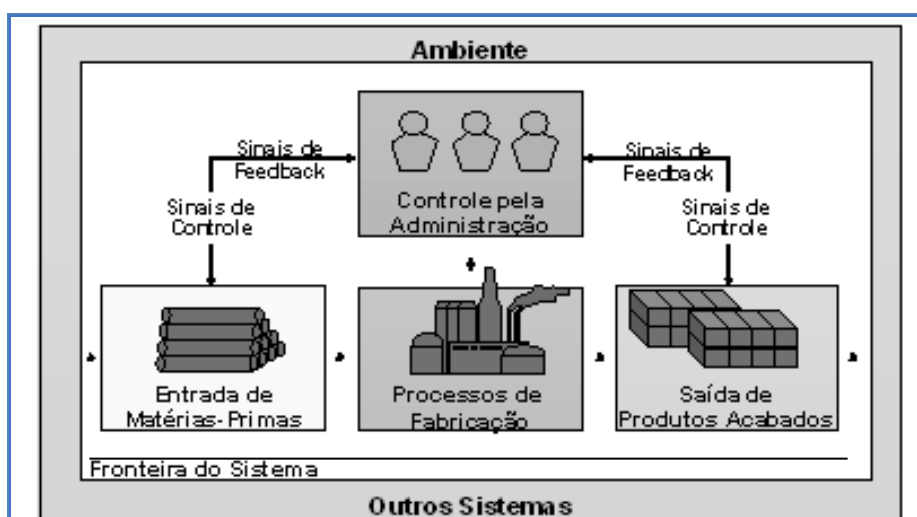 Ambiente
Sinais de
Feedback
Sinais de
Feedback
Controle pela
Administração
Sinais de
Controle
Sinais de
Controle
Entrada de
Matérias-Primas
Processos de
Fabricação
Saída de
Produtos Acabados
Fronteira do Sistema
Outros Sistemas